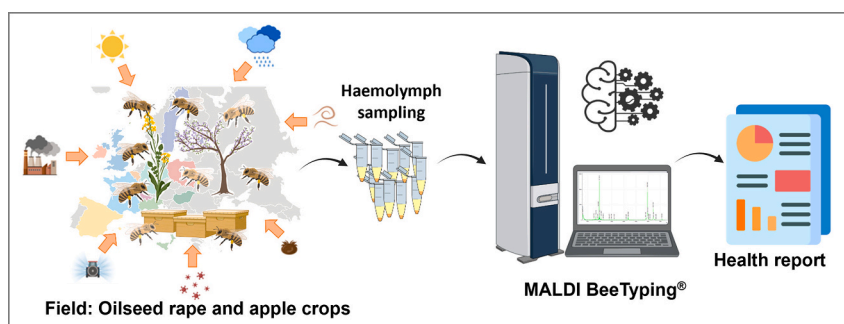 Haemolymph
sampling
Field: Oilseed rape and apple crops
MALDI BeeTyping®
Health report